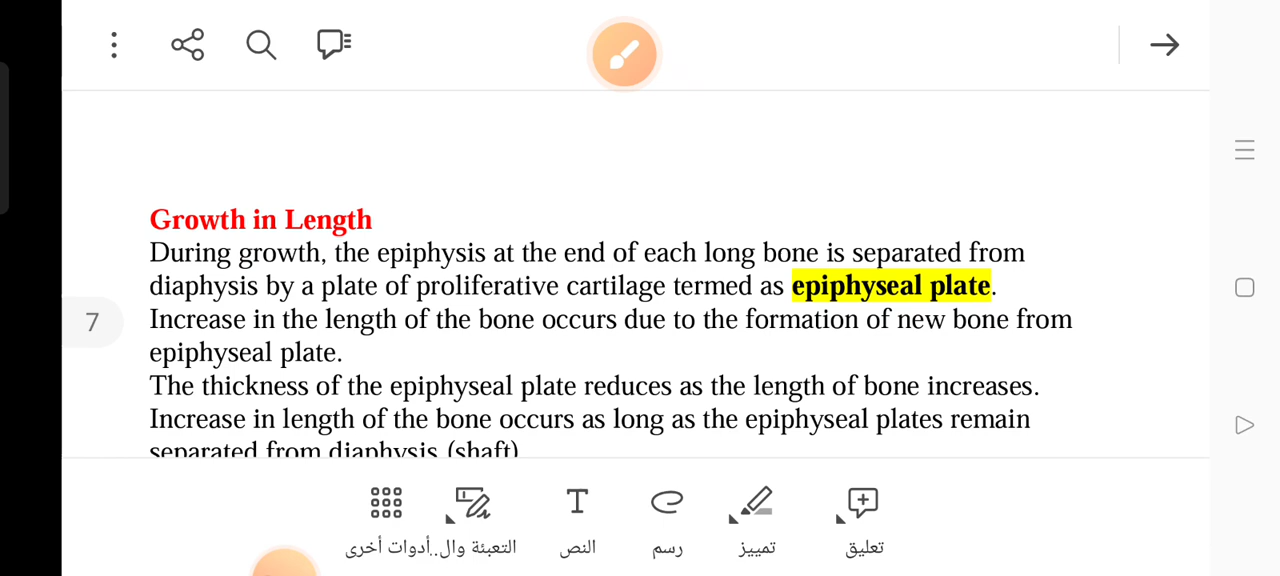 Growth in Length
During growth, the epiphysis at the end of each long bone is separated from
diaphysis by a plate of proliferative cartilage termed as epiphyseal plate.
Increase in the length of the bone occurs due to the formation of new bone from
7
epiphyseal plate.
The thickness of the epiphyseal plate reduces as the length of bone increases.
Increase in length of the bone occurs as long as the epiphyseal plates remain
separated from diaphysis (shaft)
تعليق تمييز رسم النص التعبئة وال.. أدوات أخرى